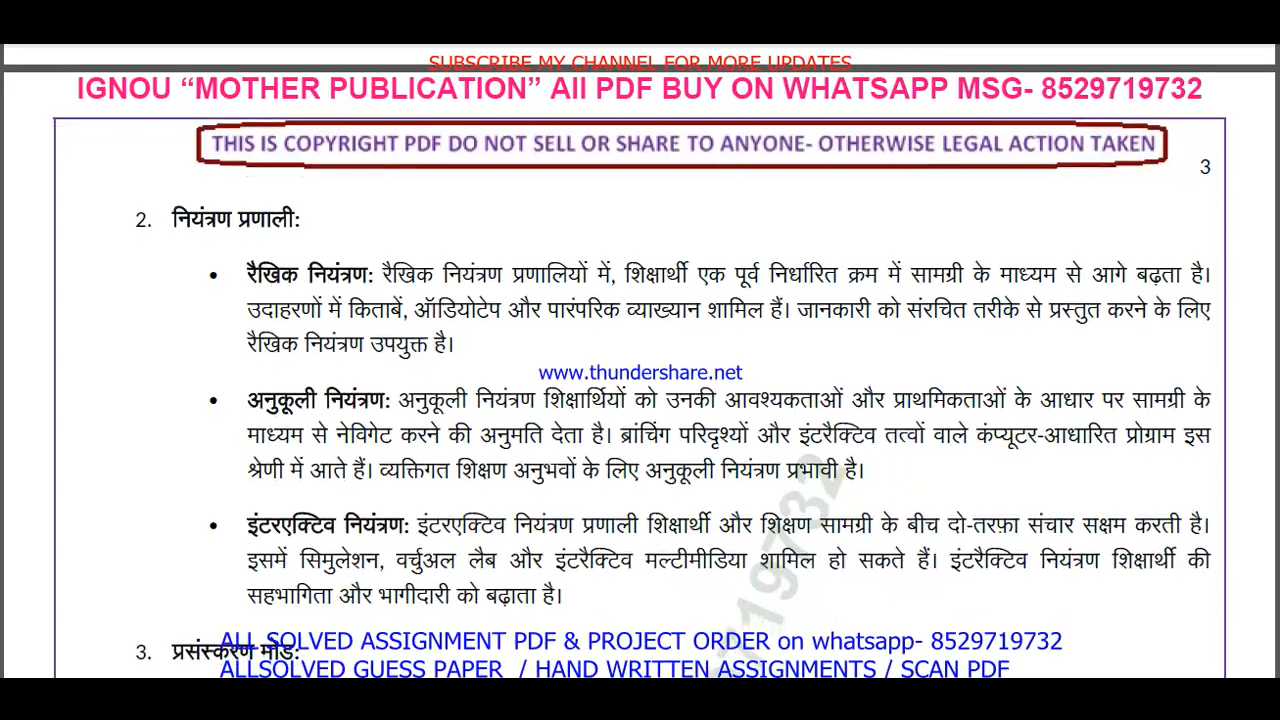 SUBSCRIBE MY CHANNEL FOR MORE UPDATES
IGNOU “MOTHER PUBLICATION” All PDF BUY ON WHATSAPP MSG- 8529719732
THIS IS COPYRIGHT PDF DO NOT SELL OR SHARE TO ANYONE- OTHERWISE LEGAL ACTION TAKEN
3
2. नियंत्रण प्रणाली:
• रैखिक नियंत्रण: रैखिक नियंत्रण प्रणालियों में, शिक्षार्थी एक पूर्व निर्धारित क्रम में सामग्री के माध्यम से आगे बढ़ता है।
उदाहरणों में किताबें, ऑडियोटेप और पारंपरिक व्याख्यान शामिल हैं। जानकारी को संरचित तरीके से प्रस्तुत करने के लिए
रैखिक नियंत्रण उपयुक्त है।
www.thundershare.net
• अनुकूली नियंत्रण: अनुकूली नियंत्रण शिक्षार्थियों को उनकी आवश्यकताओं और प्राथमिकताओं के आधार पर सामग्री के
माध्यम से नेविगेट करने की अनुमति देता है। ब्रांचिंग परिदृश्यों और इंटरैक्टिव तत्वों वाले कंप्यूटर-आधारित प्रोग्राम इस
श्रेणी में आते हैं। व्यक्तिगत शिक्षण अनुभवों के लिए अनुकूली नियंत्रण प्रभावी है।
• इंटरएक्टिव नियंत्रण: इंटरएक्टिव नियंत्रण प्रणाली शिक्षार्थी और शिक्षण सामग्री के बीच दो-तरफ़ा संचार सक्षम करती है।
इसमें सिमुलेशन, वर्चुअल लैब और इंटरैक्टिव मल्टीमीडिया शामिल हो सकते हैं। इंटरैक्टिव नियंत्रण शिक्षार्थी की
सहभागिता और भागीदारी को बढ़ाता है।
719732
3. प्रसंस्करण मोड:
ALL SOLVED ASSIGNMENT PDF & PROJECT ORDER on whatsapp- 8529719732
ALLSOLVED GUESS PAPER / HAND WRITTEN ASSIGNMENTS / SCAN PDF